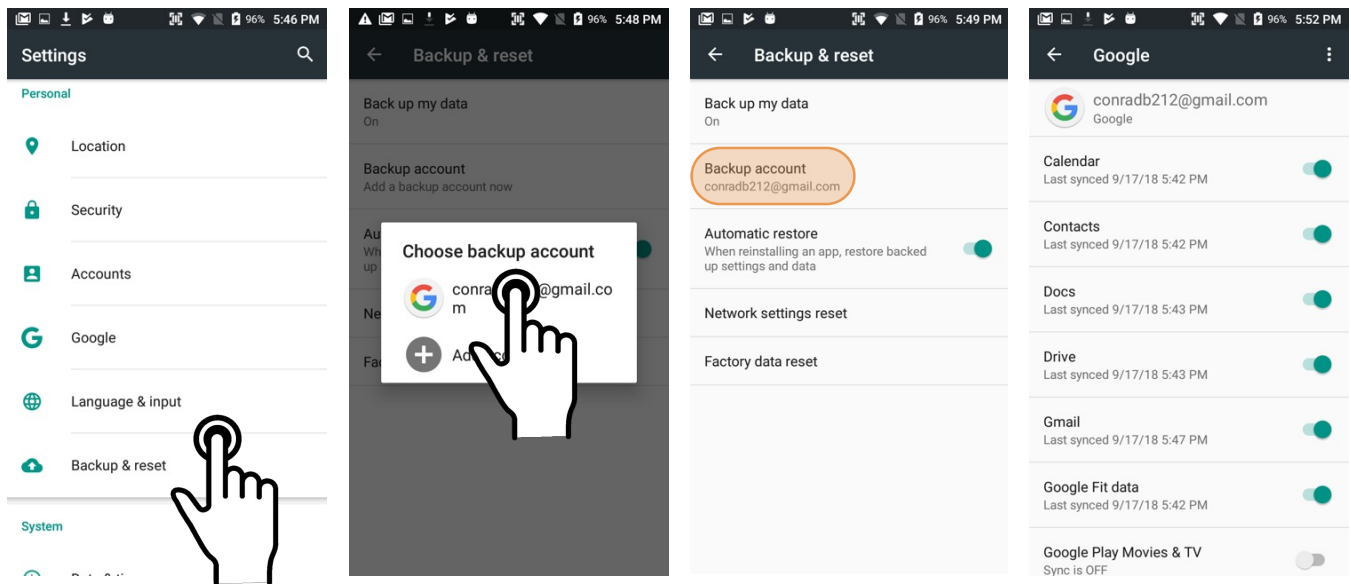 96% 5:46 PM
Settings
Personal
Location
Security
Accounts
Google
Language & input
Backup & reset
System
96% 5:48 PM
Backup & reset
Back up my data
On
Backup account
Add a backup account now
Choose backup account
@gmail.co
m
96% 5:49 PM
Backup & reset
Back up my data
On
Backup account
conradb212@gmail.com
Automatic restore
When reinstalling an app, restore backed
up settings and data
Network settings reset
Factory data reset
96% 5:52 PM
Google
conradb212@gmail.com
Google
Calendar
Last synced 9/17/18 5:42 PM
Contacts
Last synced 9/17/18 5:42 PM
Docs
Last synced 9/17/18 5:43 PM
Drive
Last synced 9/17/18 5:43 PM
Gmail
Last synced 9/17/18 5:47 PM
Google Fit data
Last synced 9/17/18 5:42 PM
Google Play Movies & TV
Sync is OFF